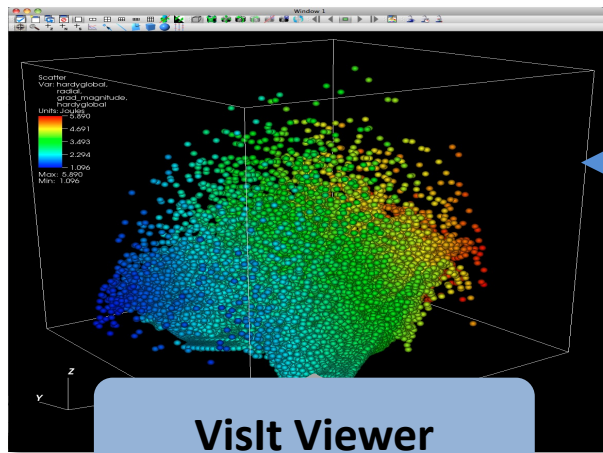 Window 1
Scatter
Var: hardyglobal,
radial,
grad_magnitude,
hardyglobal
Units: Joules
5.890
4.691
3.493
2.294
1.096
Max: 5.890
Min: 1.096
Z
Y
VisIt Viewer